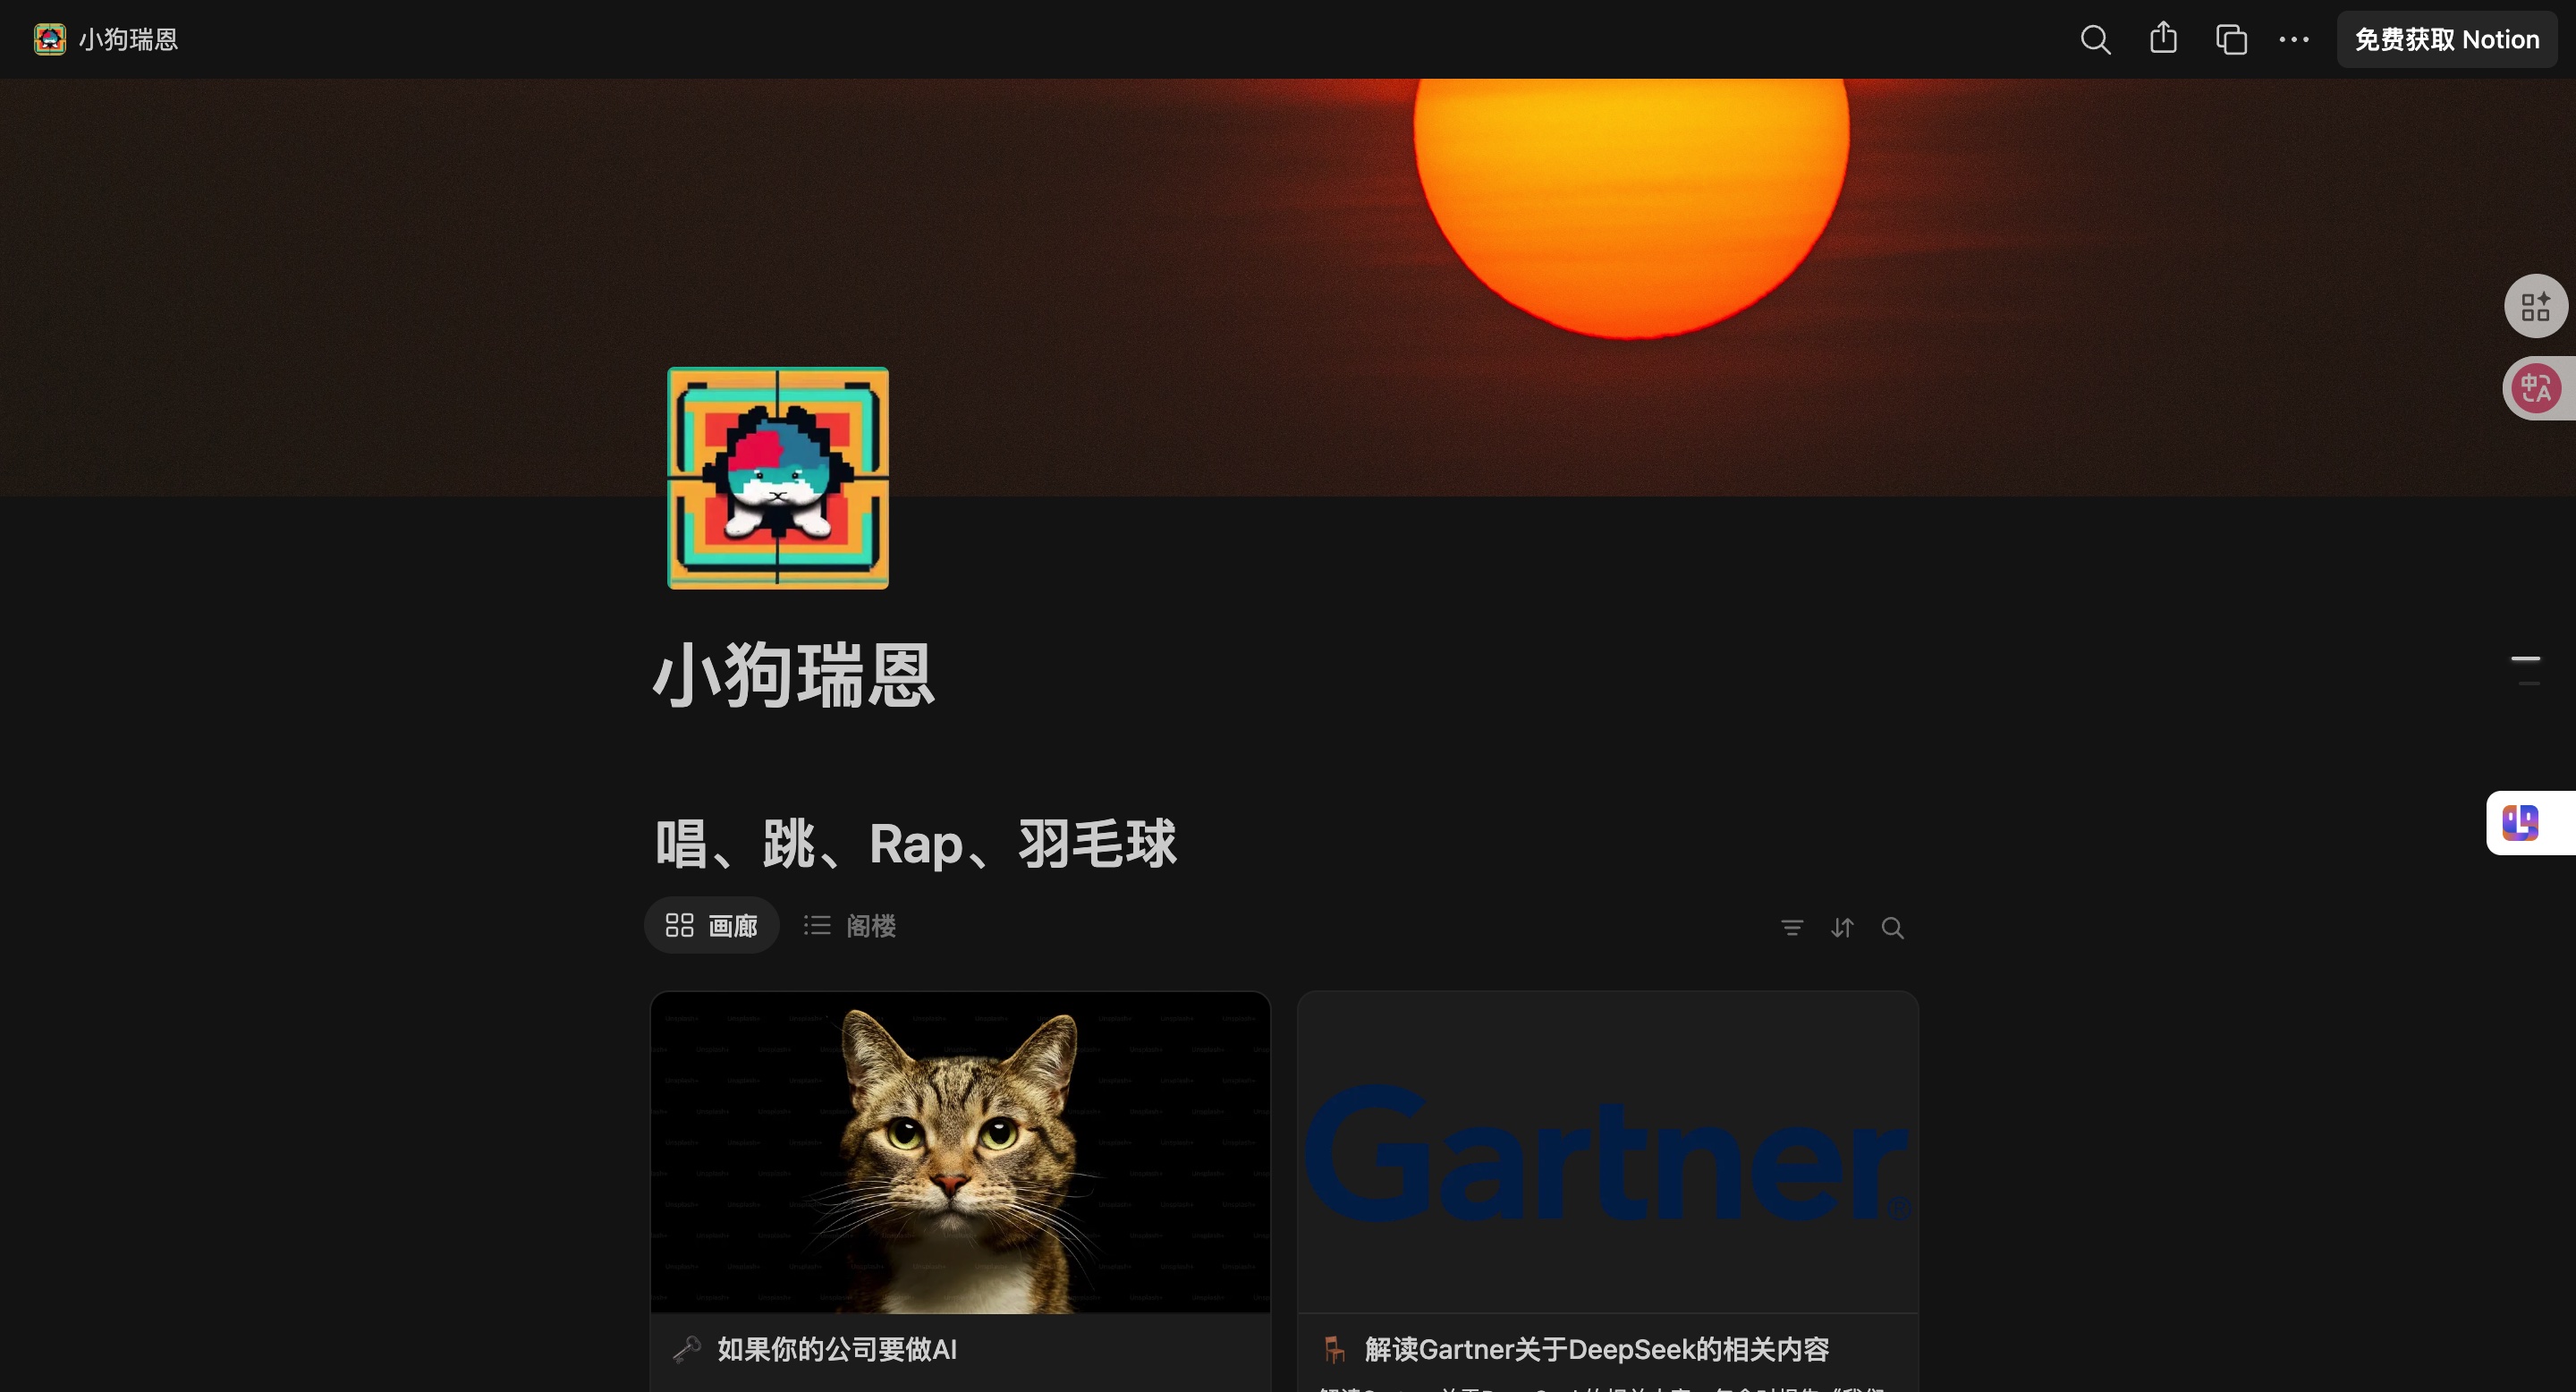 小狗瑞恩
免费获取 Notion
小狗瑞恩
唱、跳、Rap、羽毛球
画廊
阁楼
Gartner®
如果你的公司要做AI
解读Gartner关于DeepSeek的相关内容